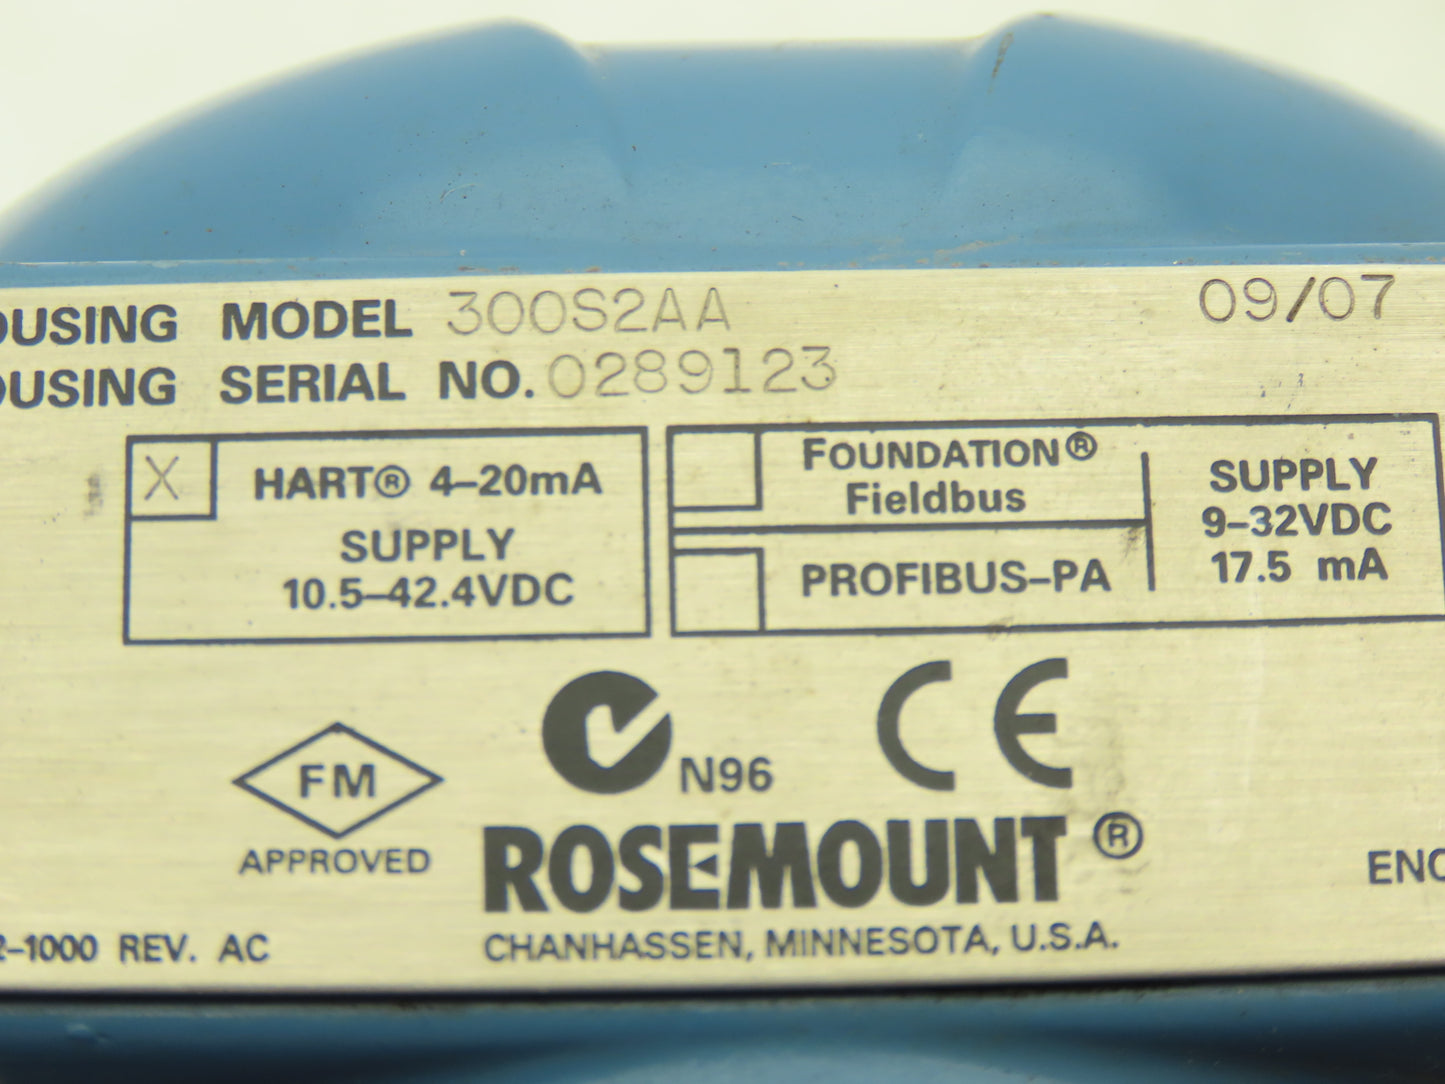 OUSING MODEL 300S2AA 09/07
OUSING SERIAL NO. 0289123
X HART® 4-20mA
SUPPLY
10.5-42.4VDC
FOUNDATION®
Fieldbus
PROFIBUS-PA
SUPPLY
9-32VDC
17.5 mA
FM
APPROVED
N96
CE
ROSEMOUNT®
CHANHASSEN, MINNESOTA, U.S.A.
2-1000 REV. AC
ENC